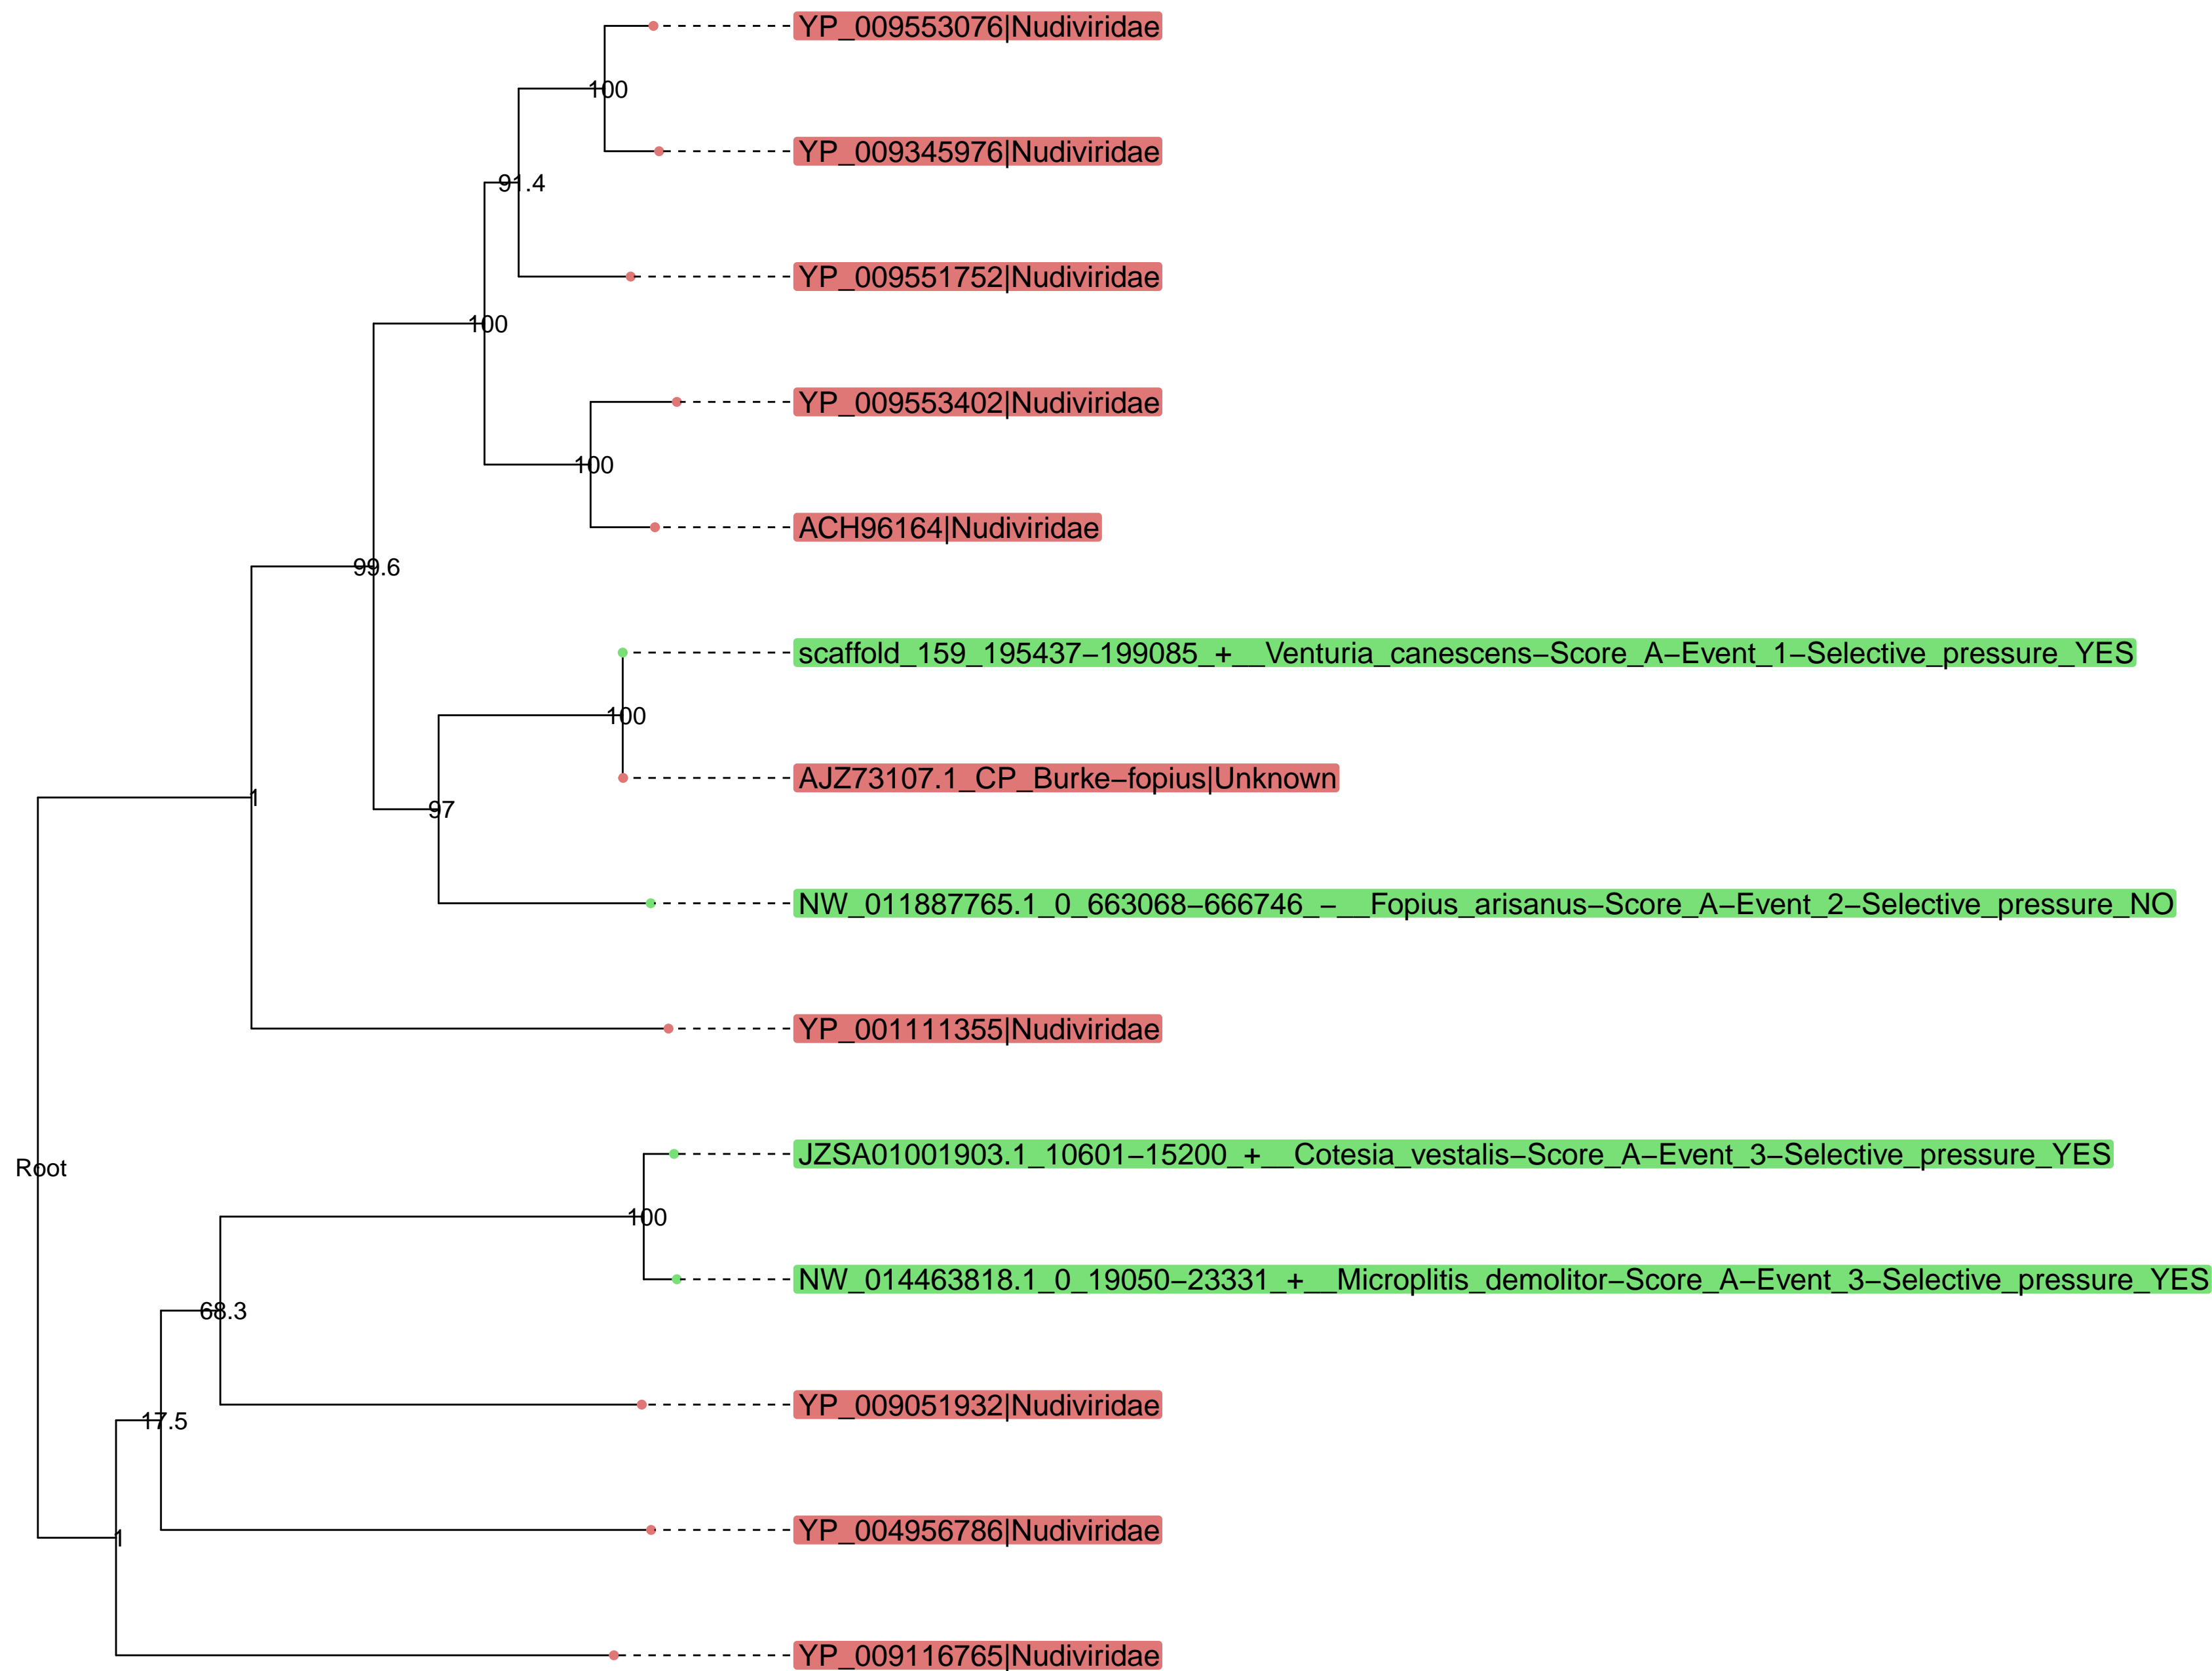 YP_009553076|Nudiviridae
100
YP_009345976|Nudiviridae
91.4
YP_009551752|Nudiviridae
100
YP_009553402|Nudiviridae
100
ACH96164|Nudiviridae
99.6
scaffold_159_195437−199085_+__Venturia_canescens−Score_A−Event_1−Selective_pressure_YES
100
AJZ73107.1_CP_Burke−fopius|Unknown
1
97
NW_011887765.1_0_663068−666746_−__Fopius_arisanus−Score_A−Event_2−Selective_pressure_NO
YP_001111355|Nudiviridae
JZSA01001903.1_10601−15200_+__Cotesia_vestalis−Score_A−Event_3−Selective_pressure_YES
Root
100
NW_014463818.1_0_19050−23331_+__Microplitis_demolitor−Score_A−Event_3−Selective_pressure_YES
68.3
YP_009051932|Nudiviridae
17.5
YP_004956786|Nudiviridae
1
YP_009116765|Nudiviridae